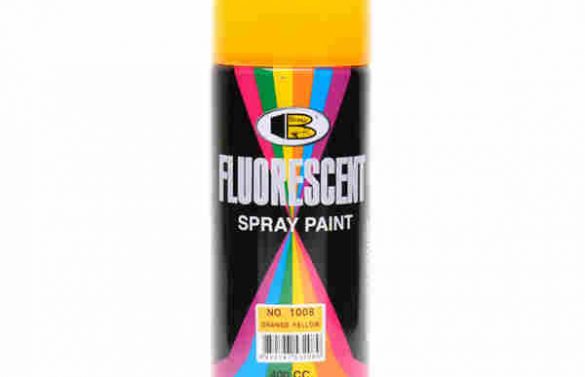 B
FLUORESCENT
SPRAY PAINT
NO. 1008
ORANGE YELLOW
400 CC